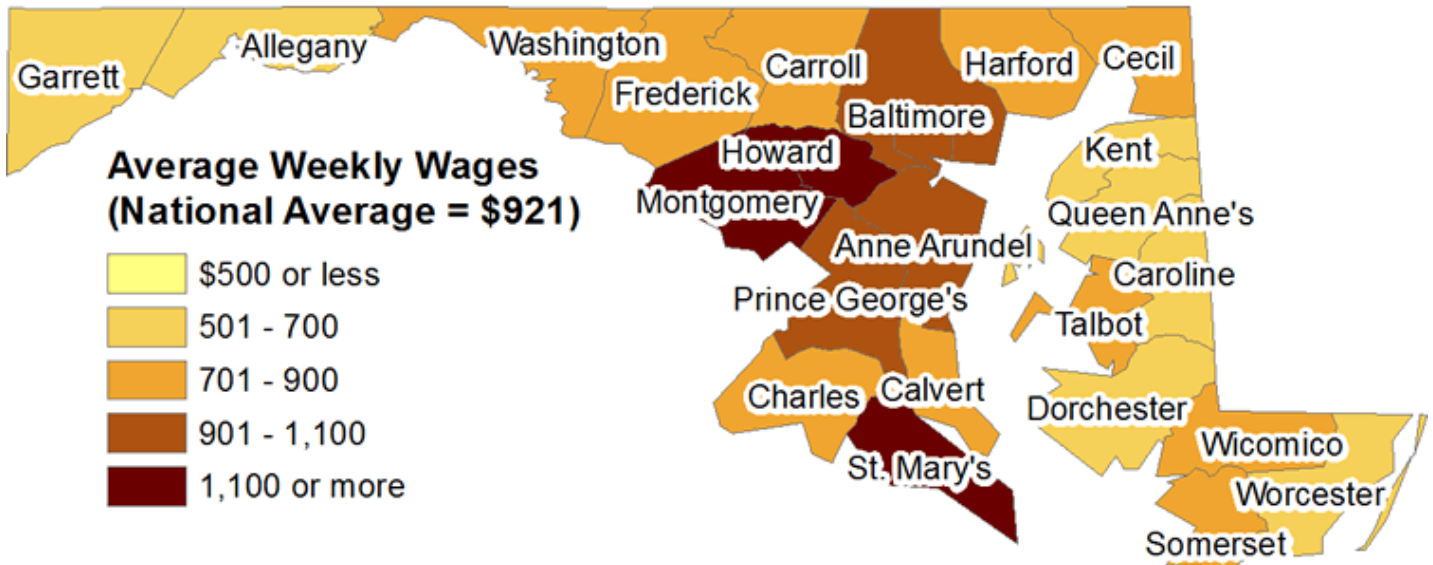 Garrett
Allegany
Washington
Frederick
Carroll
Baltimore
Harford
Cecil
Howard
Montgomery
Anne Arundel
Prince George's
Charles
Calvert
St. Mary's
Kent
Queen Anne's
Caroline
Talbot
Dorchester
Wicomico
Worcester
Somerset
Average Weekly Wages
(National Average = $921)
$500 or less
501 - 700
701 - 900
901 - 1,100
1,100 or more